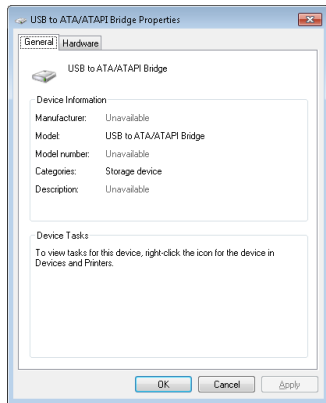 USB to ATA/ATAPI Bridge Properties
General Hardware
USB to ATA/ATAPI Bridge
Device Information
Manufacturer: Unavailable
Model: USB to ATA/ATAPI Bridge
Model number: Unavailable
Categories: Storage device
Description: Unavailable
Device Tasks
To view tasks for this device, right-click the icon for the device in
Devices and Printers.
OK Cancel Apply